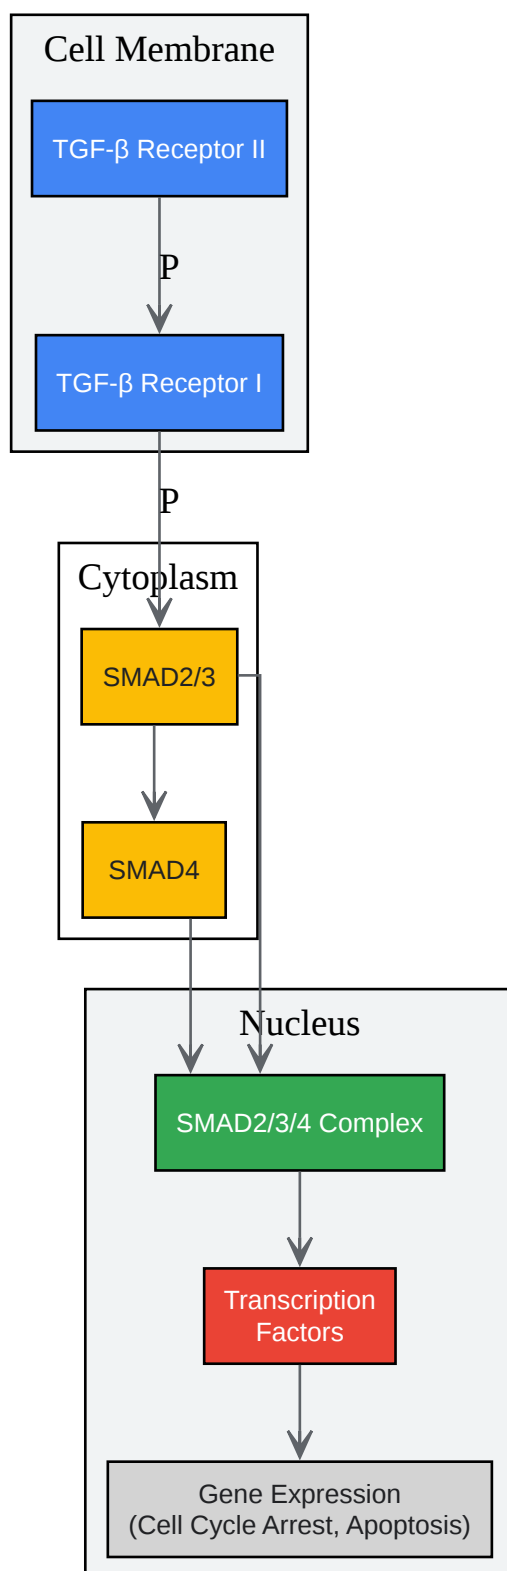 Cell Membrane
TGF-β Receptor II
P
TGF-β Receptor I
P
Cytoplasm
SMAD2/3
SMAD4
Nucleus
SMAD2/3/4 Complex
Transcription
Factors
Gene Expression
(Cell Cycle Arrest, Apoptosis)